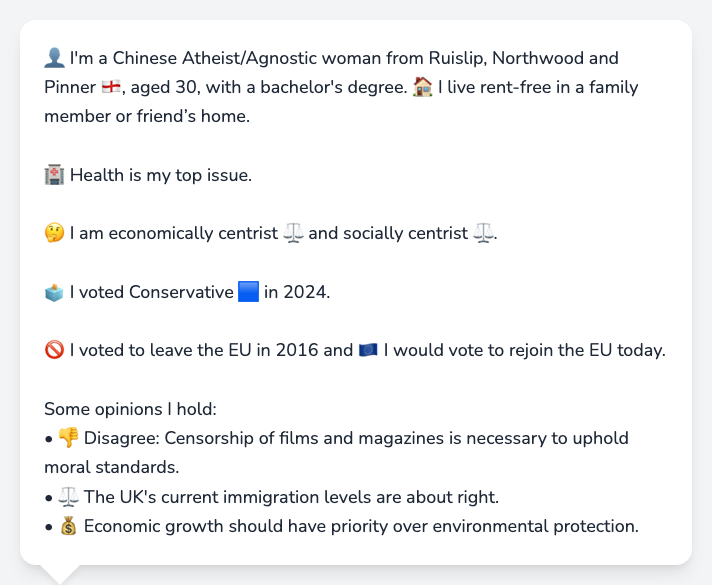 👤 I'm a Chinese Atheist/Agnostic woman from Ruislip, Northwood and
Pinner 🏴󠁧󠁢󠁥󠁮󠁧󠁿, aged 30, with a bachelor's degree. 🏠 I live rent-free in a family
member or friend’s home.
🏥 Health is my top issue.
🤔 I am economically centrist ⚖️ and socially centrist ⚖️.
🗳️ I voted Conservative 🟦 in 2024.
🚫 I voted to leave the EU in 2016 and 🇪🇺 I would vote to rejoin the EU today.
Some opinions I hold:
• 👎 Disagree: Censorship of films and magazines is necessary to uphold
moral standards.
• ⚖️ The UK's current immigration levels are about right.
• 💰 Economic growth should have priority over environmental protection.